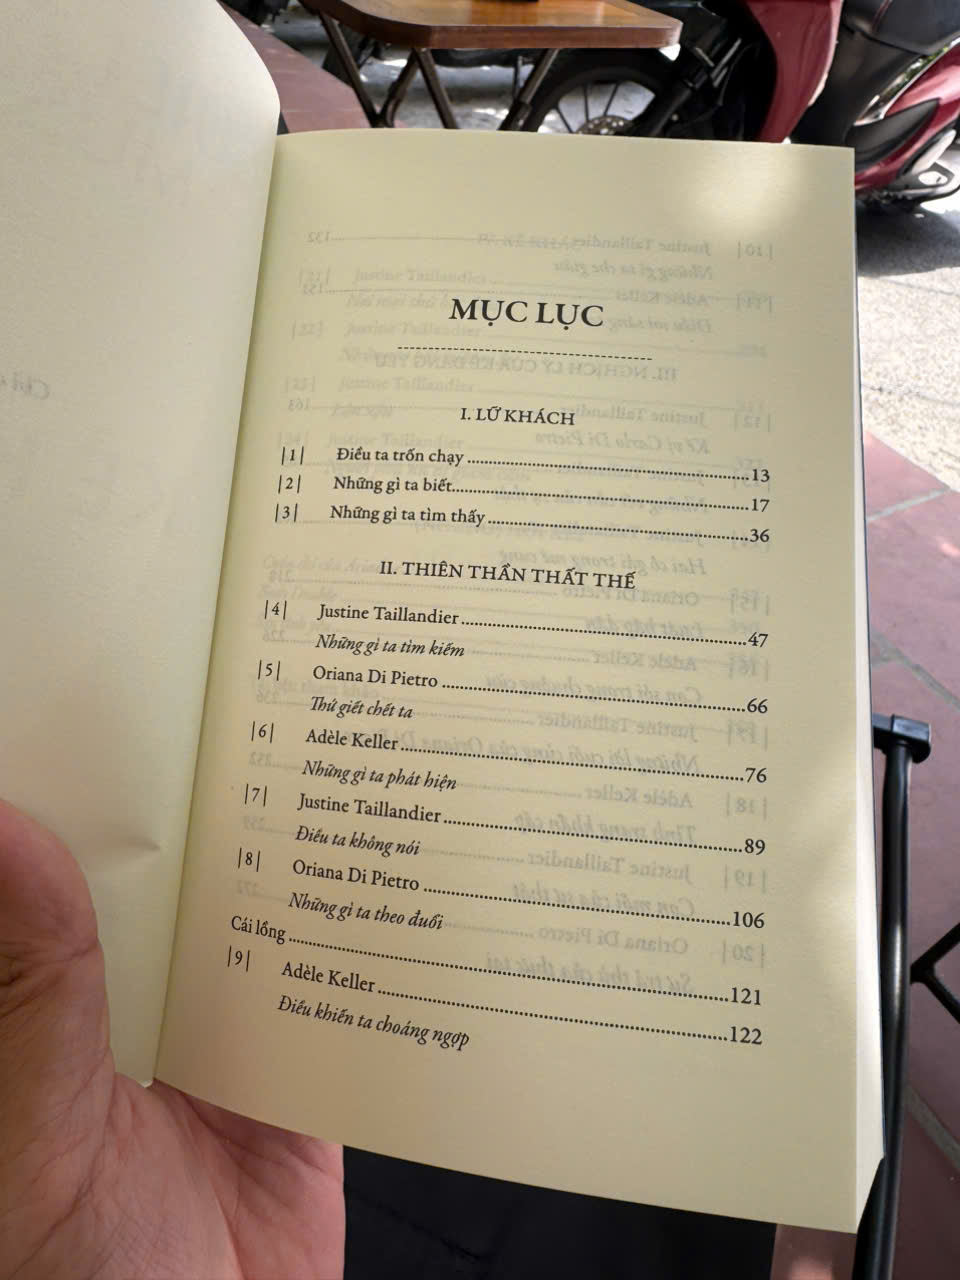 MỤC LỤC
I. LỮ KHÁCH
|1| Điều ta trốn chạy ........ 13
|2| Những gì ta biết ........ 17
|3| Những gì ta tìm thấy ........ 36
II. THIÊN THẦN THẤT THẾ
|4| Justine Taillandier ........ 47
Những gì ta tìm kiếm
|5| Oriana Di Pietro ........ 66
Thứ giết chết ta
|6| Adèle Keller ........ 76
Những gì ta phát hiện
|7| Justine Taillandier ........ 89
Điều ta không nói
|8| Oriana Di Pietro ........ 106
Những gì ta theo đuổi
Cái lồng ........ 121
|9| Adèle Keller ........ 122
Điều khiến ta choáng ngợp